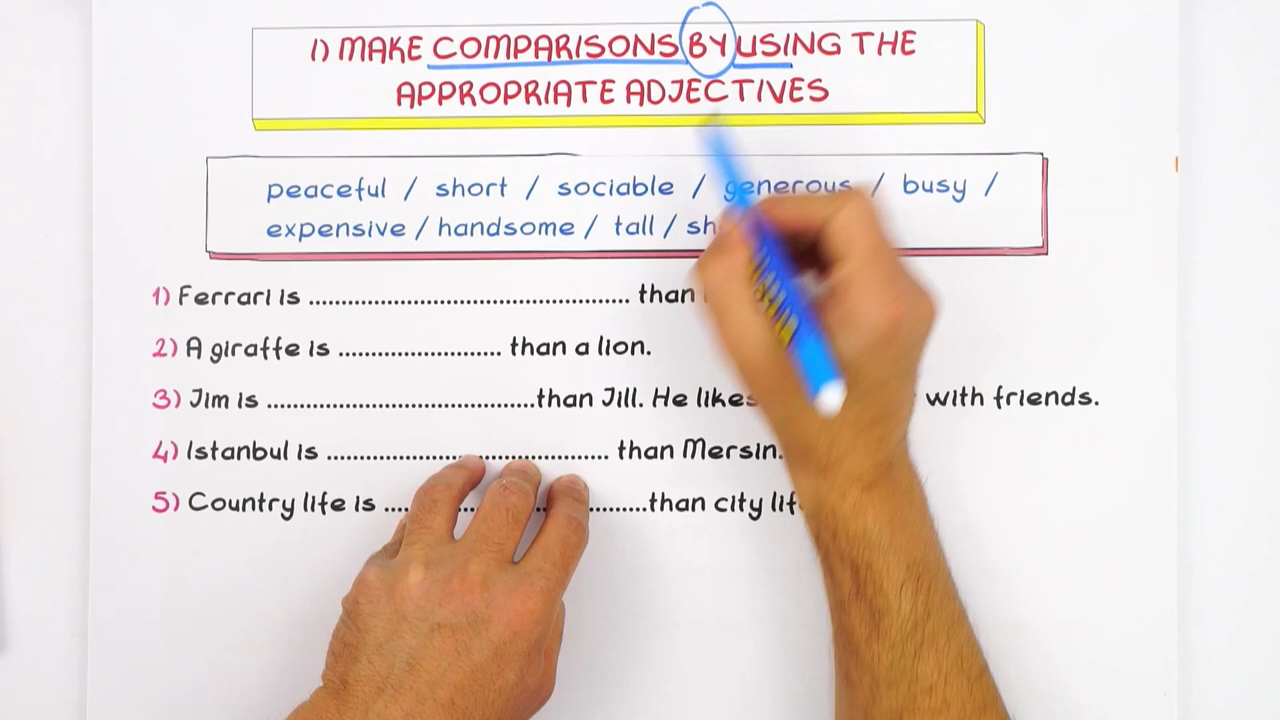 1) MAKE COMPARISONS BY USING THE
APPROPRIATE ADJECTIVES
peaceful / short / sociable / generous / busy /
expensive / handsome / tall /
1) Ferrari is ................................................. than
2) A giraffe is ......................... than a lion.
3) Jim is .........................................than Jill. He likes with friends.
4) Istanbul is ........................................... than Mersin.
5) Country life is .........................than city